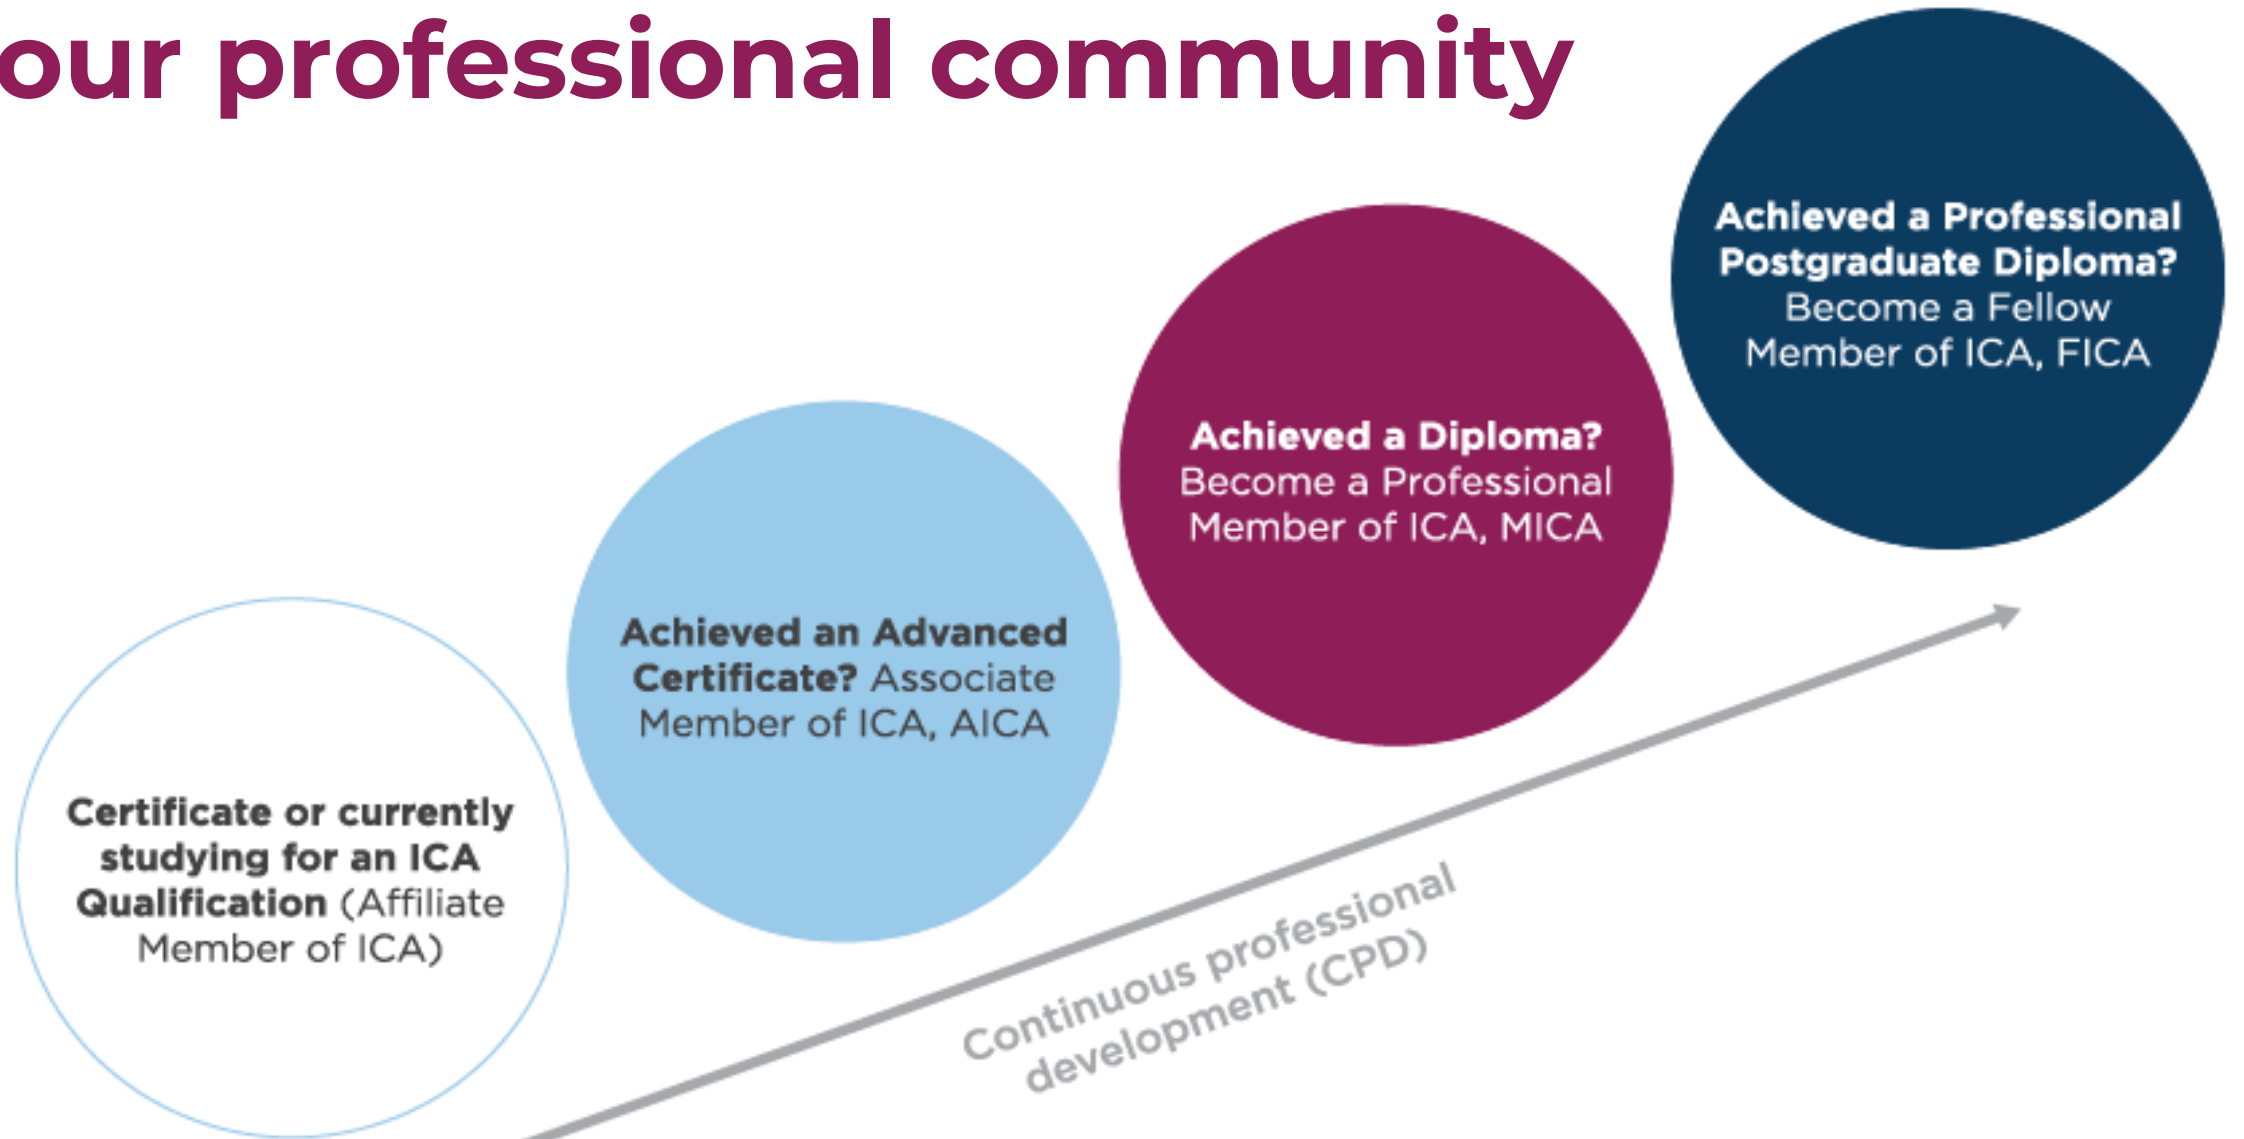 our professional community
Achieved a Professional
Postgraduate Diploma?
Become a Fellow
Member of ICA, FICA
Achieved a Diploma?
Become a Professional
Member of ICA, MICA
Achieved an Advanced
Certificate? Associate
Member of ICA, AICA
Certificate or currently
studying for an ICA
Qualification (Affiliate
Member of ICA)
Continuous professional
development (CPD)